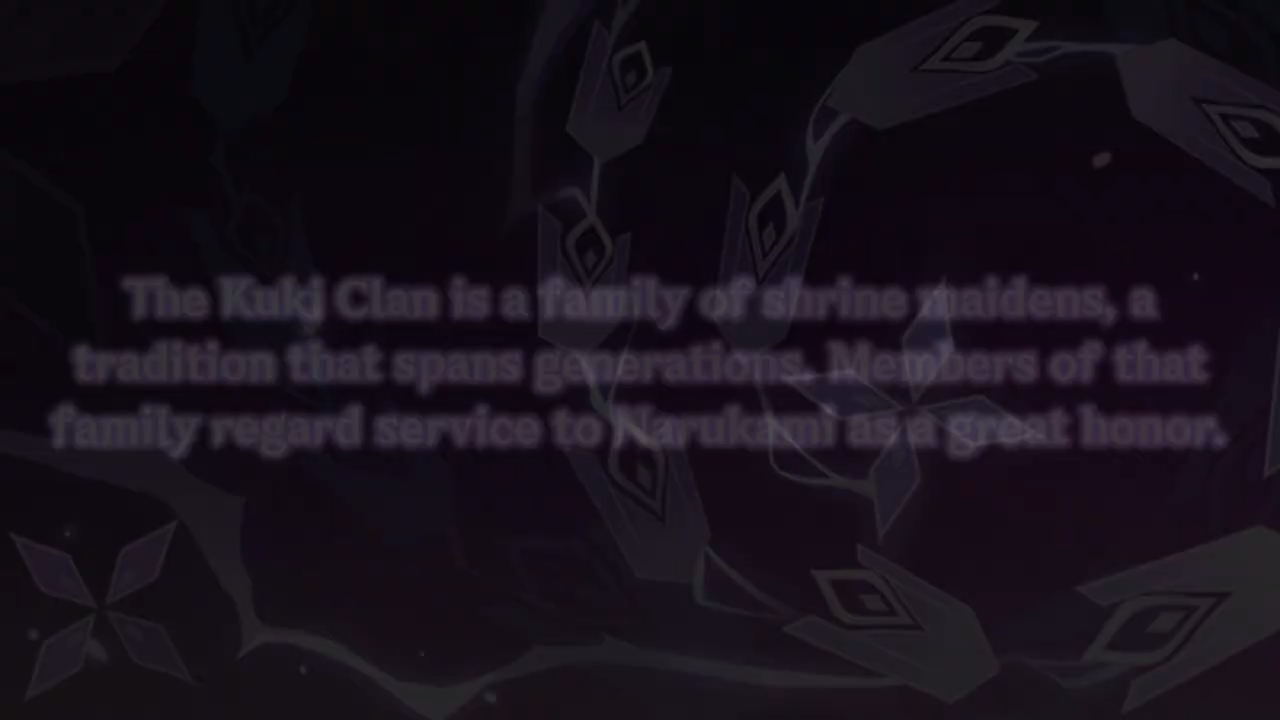 The Kuki Clan is a family of shrine maidens, a
tradition that spans generations. Members of that
family regard service to Narukami as a great honor.